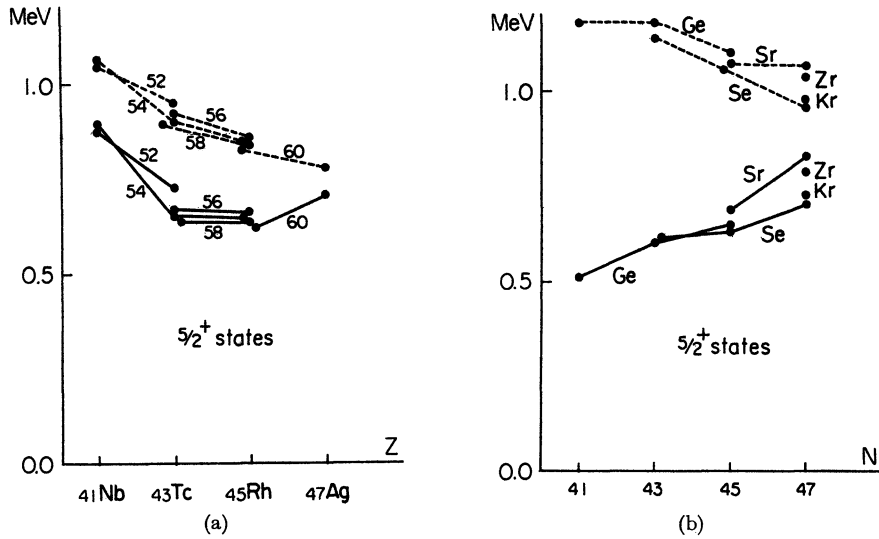 MeV
1.0
0.5
0.0
52
54
56
58
60
52
54
56
58
60
5/2+ states
Z
41Nb
43Tc
45Rh
47Ag
(a)
MeV
1.0
0.5
0.0
Ge
Sr
Se
Zr
Kr
Sr
Zr
Kr
Se
Ge
5/2+ states
N
41
43
45
47
(b)